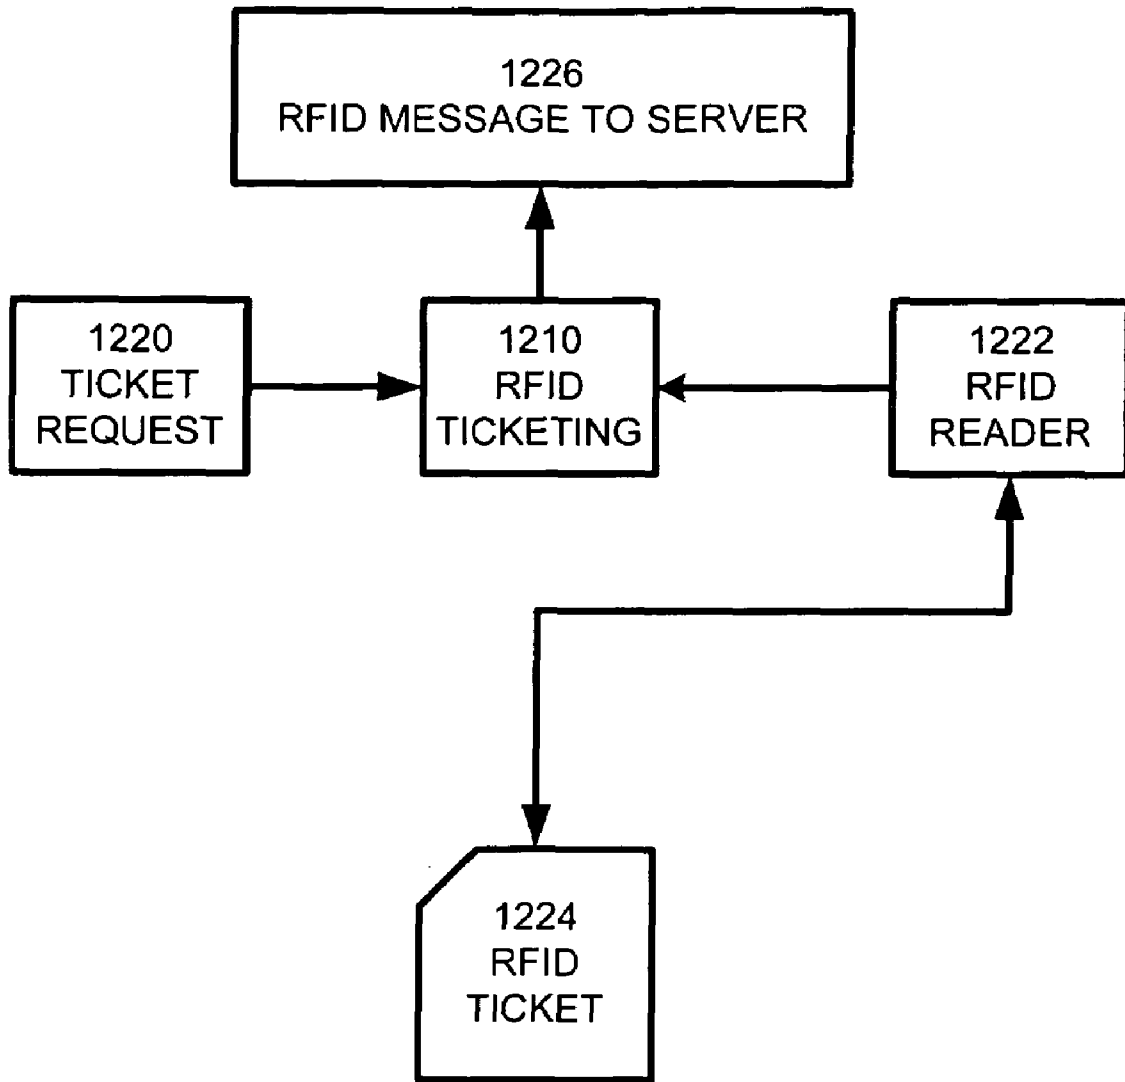 1226
RFID MESSAGE TO SERVER
1220
TICKET
REQUEST
1210
RFID
TICKETING
1222
RFID
READER
1224
RFID
TICKET